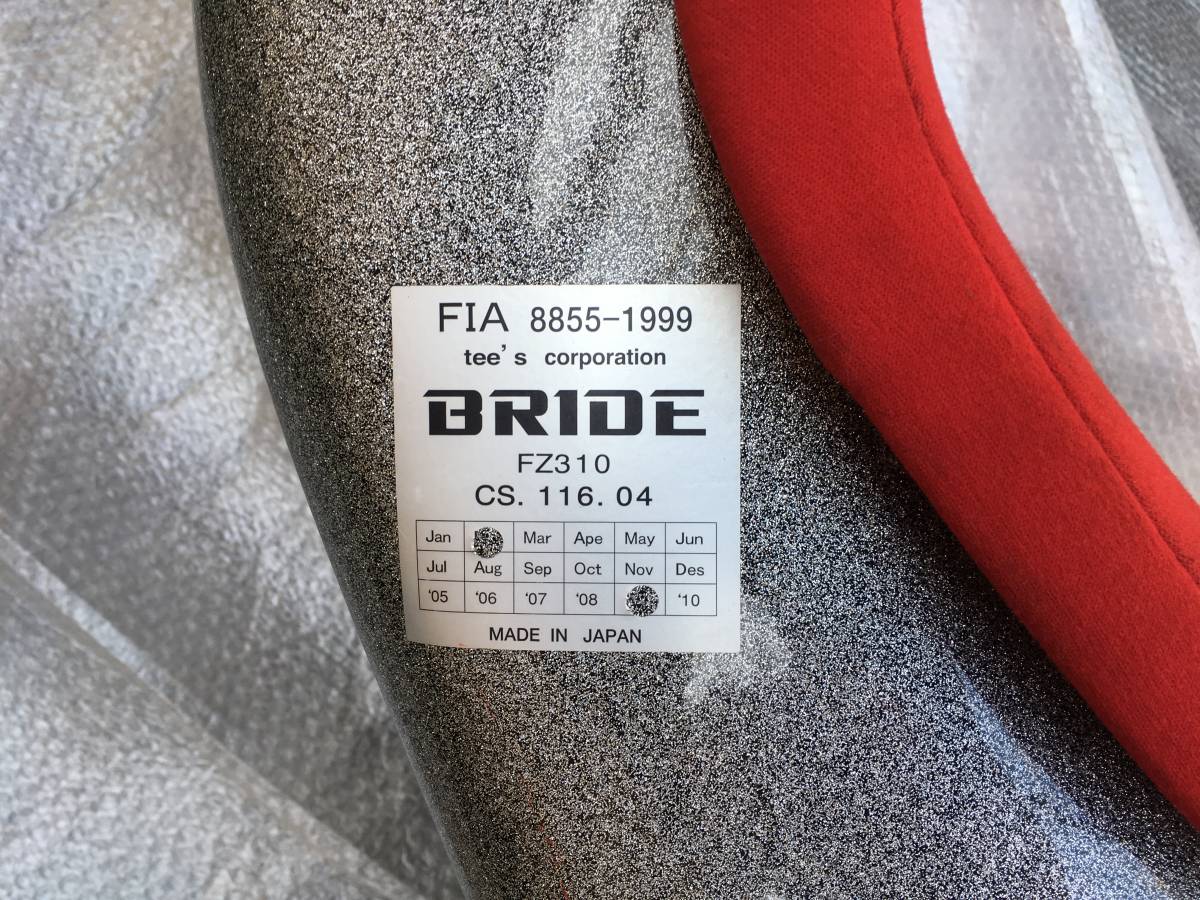 FIA 8855-1999
tee's corporation
BRIDE
FZ310
CS. 116. 04
Jan Mar Ape May Jun
Jul Aug Sep Oct Nov Des
'05 '06 '07 '08 '10
MADE IN JAPAN